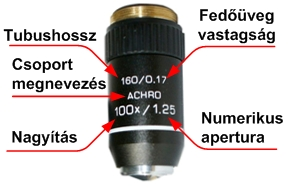 Tubushossz
Fedőüveg
vastagság
Csoport
megnevezés
160/0.17
ACHRO
100x/1.25
Nagyítás
Numerikus
apertura